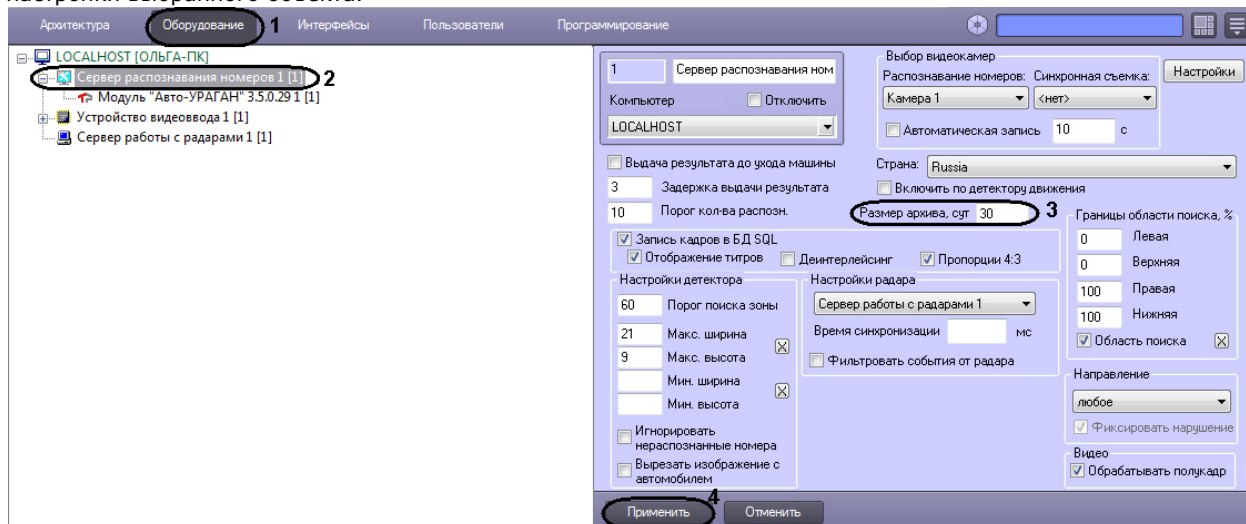 Архитектура Оборудование 1 Интерфейсы Пользователи Программирование
LOCALHOST [ОЛЬГА-ПК]
Сервер распознавания номеров 1 [1] 2
Модуль "Авто-УРАГАН" 3.5.0.29 1 [1]
Устройство видеоввода 1 [1]
Сервер работы с радарами 1 [1]
1 Сервер распознавания ном
Компьютер Отключить
LOCALHOST
Выбор видеокамер
Распознавание номеров: Синхронная съемка:
Камера 1 <нет>
Автоматическая запись 10 с
Настройки
Выдача результата до ухода машины
3 Задержка выдачи результата
10 Порог кол-ва распозн.
Страна: Russia
Включить по детектору движения
Размер архива, сут 30 3
Запись кадров в БД SQL
Отображение титров Деинтерлейсинг Пропорции 4:3
Границы области поиска, %
0 Левая
0 Верхняя
100 Правая
100 Нижняя
Область поиска
Настройки детектора
60 Порог поиска зоны
21 Макс. ширина
9 Макс. высота
Мин. ширина
Мин. высота
Игнорировать
нераспознанные номера
Вырезать изображение с
автомобилем
Настройки радара
Сервер работы с радарами 1
Время синхронизации мс
Фильтровать события от радара
Направление
любое
Фиксировать нарушение
Видео
Обрабатывать полукадр
Применить 4 Отменить